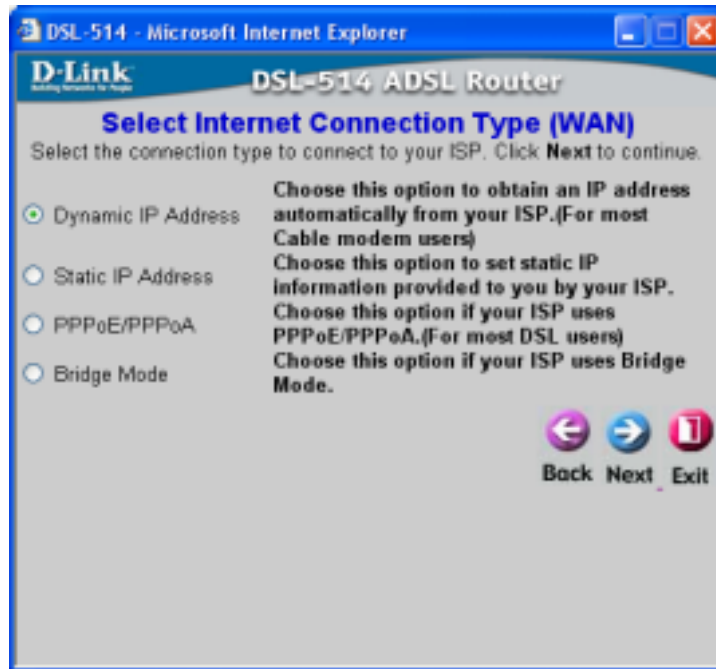 DSL-514 - Microsoft Internet Explorer
D-Link
Building Networks for People
DSL-514 ADSL Router
Select Internet Connection Type (WAN)
Select the connection type to connect to your ISP. Click Next to continue.
Dynamic IP Address
Choose this option to obtain an IP address
automatically from your ISP.(For most
Cable modem users)
Static IP Address
Choose this option to set static IP
information provided to you by your ISP.
PPPoE/PPPoA
Choose this option if your ISP uses
PPPoE/PPPoA.(For most DSL users)
Bridge Mode
Choose this option if your ISP uses Bridge
Mode.
Back Next Exit